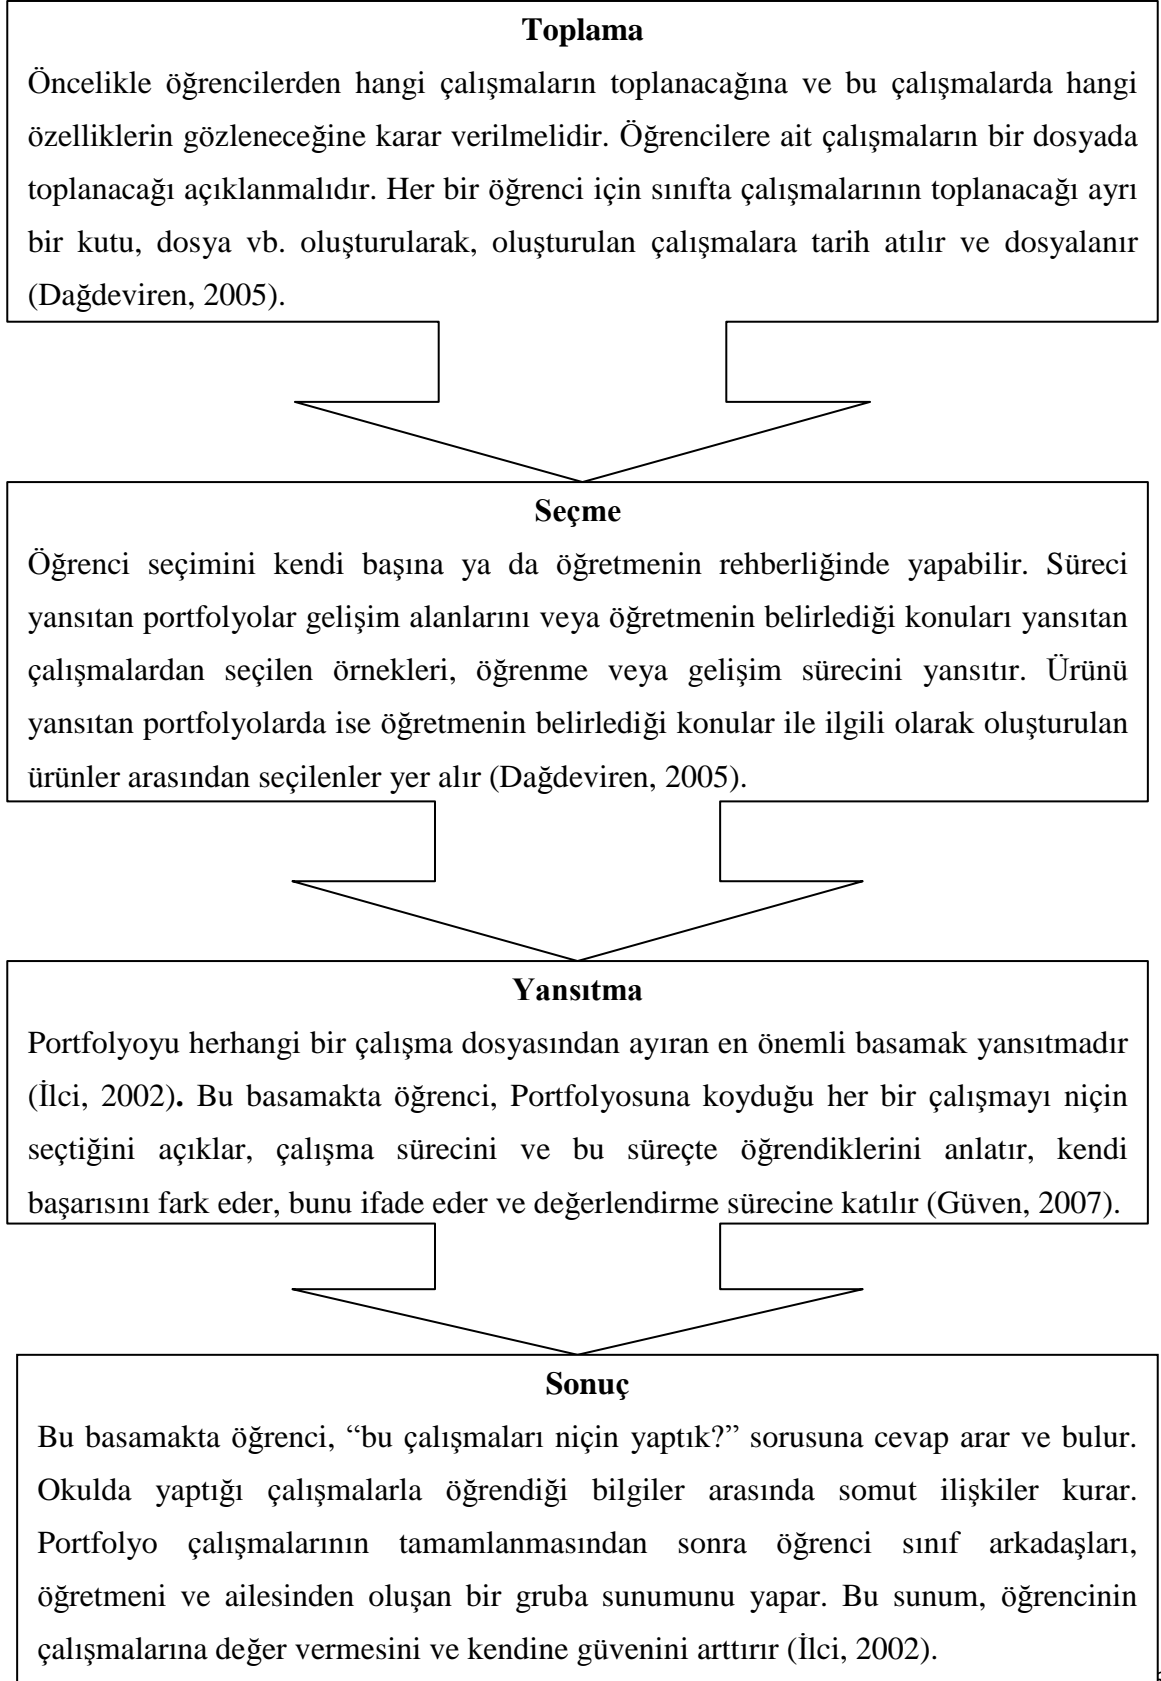 Toplama
Öncelikle öğrencilerden hangi çalışmaların toplanacağına ve bu çalışmalarda hangi
özelliklerin gözleneceğine karar verilmelidir. Öğrencilere ait çalışmaların bir dosyada
toplanacağı açıklanmalıdır. Her bir öğrenci için sınıfta çalışmalarının toplanacağı ayrı
bir kutu, dosya vb. oluşturularak, oluşturulan çalışmalara tarih atılır ve dosyalanır
(Dağdeviren, 2005).
Seçme
Öğrenci seçimini kendi başına ya da öğretmenin rehberliğinde yapabilir. Süreci
yansıtan portfolyolar gelişim alanlarını veya öğretmenin belirlediği konuları yansıtan
çalışmalardan seçilen örnekleri, öğrenme veya gelişim sürecini yansıtır. Ürünü
yansıtan portfolyolarda ise öğretmenin belirlediği konular ile ilgili olarak oluşturulan
ürünler arasından seçilenler yer alır (Dağdeviren, 2005).
Yansıtma
Portfolyoyu herhangi bir çalışma dosyasından ayıran en önemli basamak yansıtmadır
(İlci, 2002). Bu basamakta öğrenci, Portfolyosuna koyduğu her bir çalışmayı niçin
seçtiğini açıklar, çalışma sürecini ve bu süreçte öğrendiklerini anlatır, kendi
başarısını fark eder, bunu ifade eder ve değerlendirme sürecine katılır (Güven, 2007).
Sonuç
Bu basamakta öğrenci, “bu çalışmaları niçin yaptık?” sorusuna cevap arar ve bulur.
Okulda yaptığı çalışmalarla öğrendiği bilgiler arasında somut ilişkiler kurar.
Portfolyo çalışmalarının tamamlanmasından sonra öğrenci sınıf arkadaşları,
öğretmeni ve ailesinden oluşan bir gruba sunumunu yapar. Bu sunum, öğrencinin
çalışmalarına değer vermesini ve kendine güvenini arttırır (İlci, 2002).